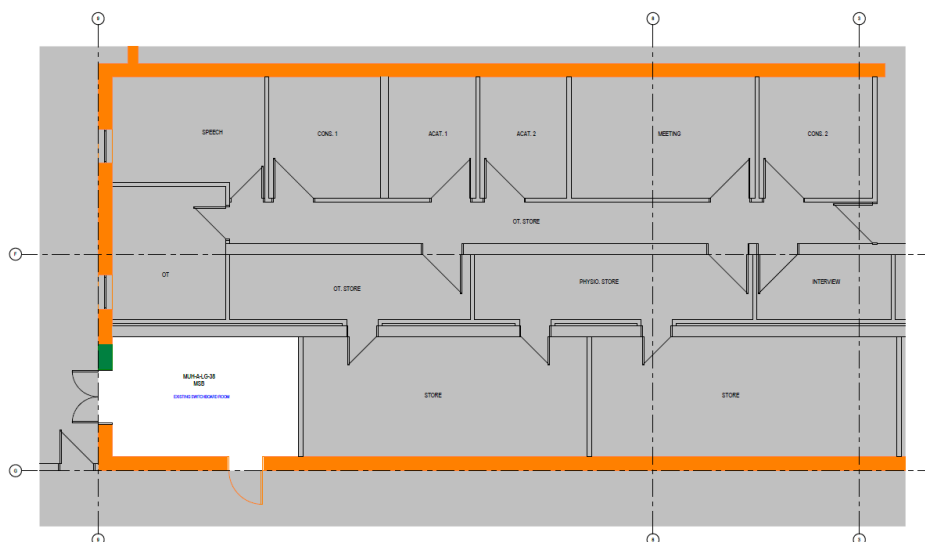 SPEECH
CONS. 1
ACAT. 1
ACAT. 2
MEETING
CONS. 2
OT. STORE
F
OT
OT. STORE
PHYSIO. STORE
INTERVIEW
MUH-A-LG-38
MSB
EXISTING SWITCHBOARD ROOM
STORE
STORE
G